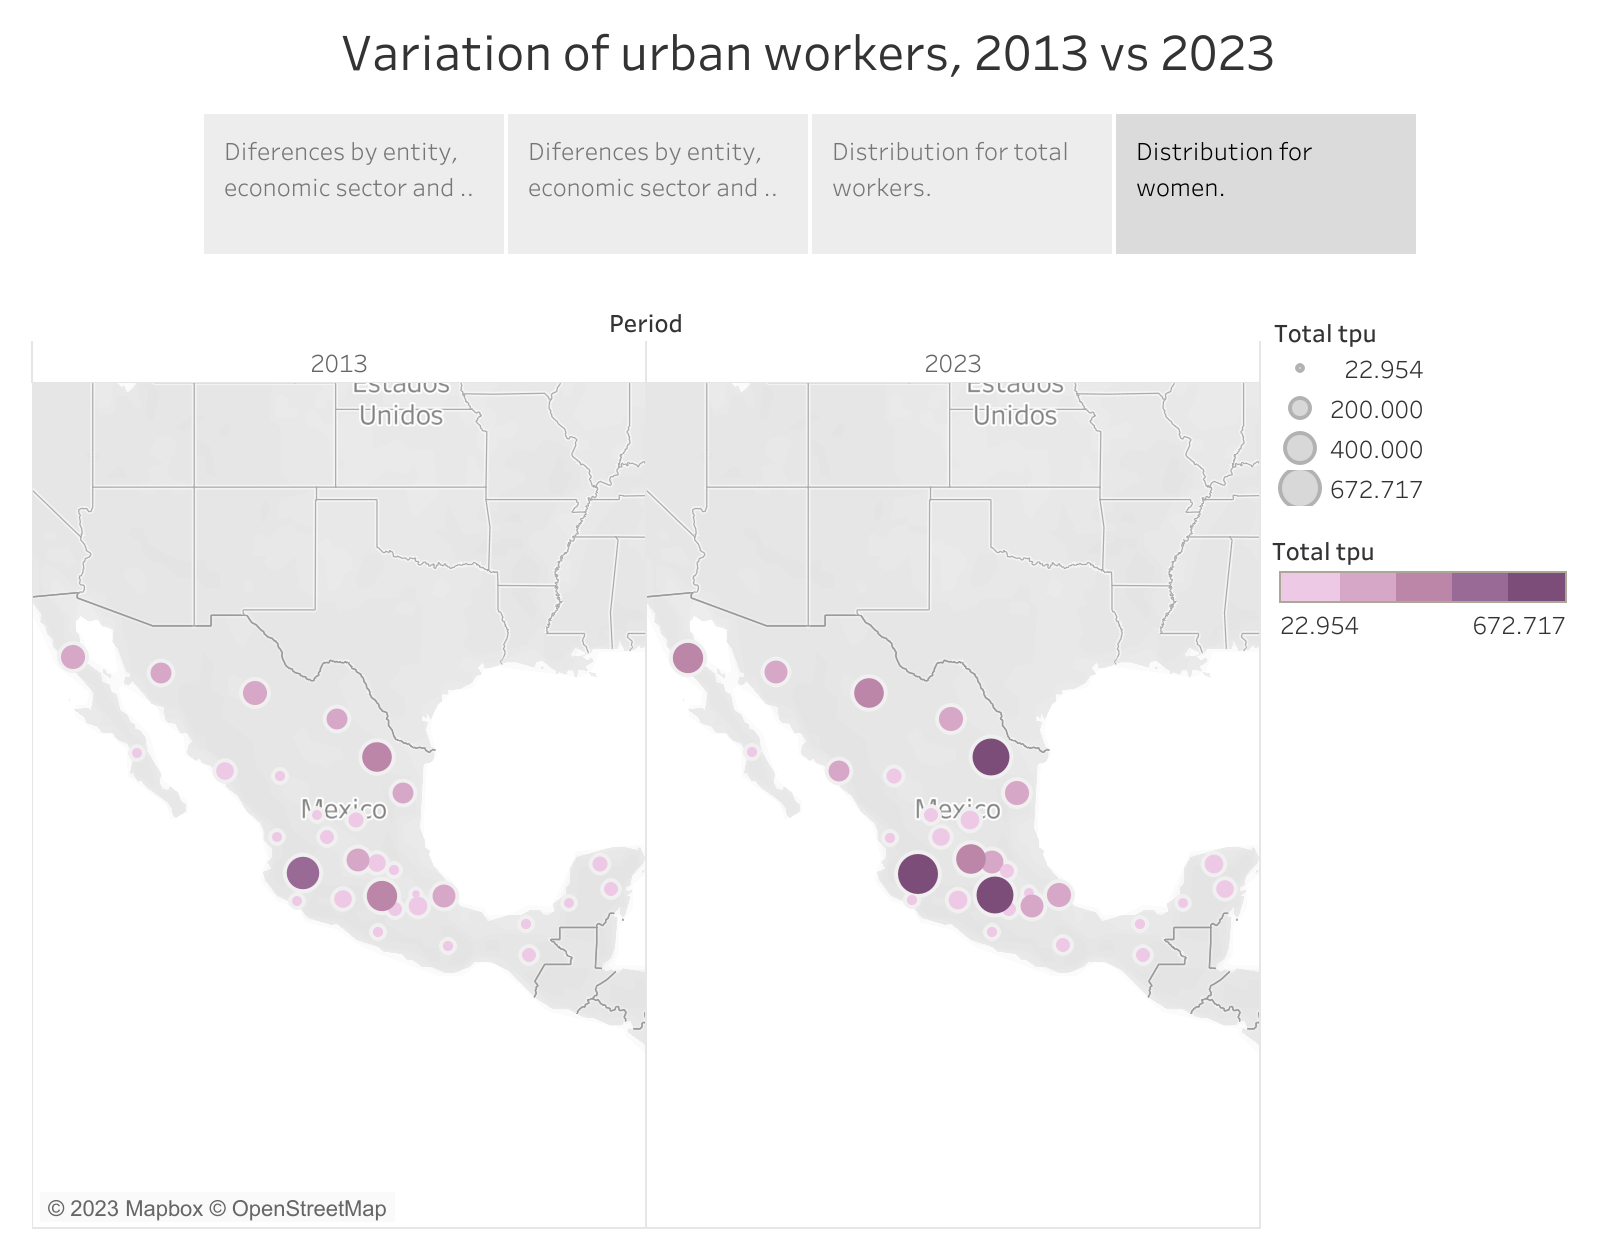 Variation of urban workers, 2013 vs 2023
Diferences by entity,
economic sector and ..
Diferences by entity,
economic sector and ..
Distribution for total
workers.
Distribution for
women.
Period
2013
2023
Estados
Unidos
Mexico
Estados
Unidos
Mexico
© 2023 Mapbox © OpenStreetMap
Total tpu
22.954
200.000
400.000
672.717
Total tpu
22.954 672.717